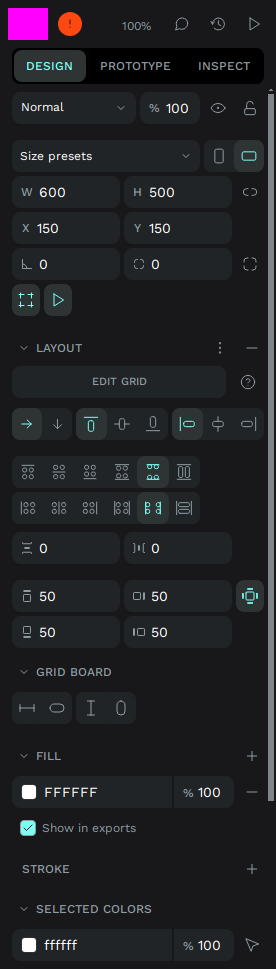 100%
DESIGN PROTOTYPE INSPECT
Normal % 100
Size presets
W 600 H 500
X 150 Y 150
0 0
LAYOUT
EDIT GRID
0 0
50 50
50 50
GRID BOARD
FILL
FFFFFF % 100
Show in exports
STROKE
SELECTED COLORS
ffffff % 100